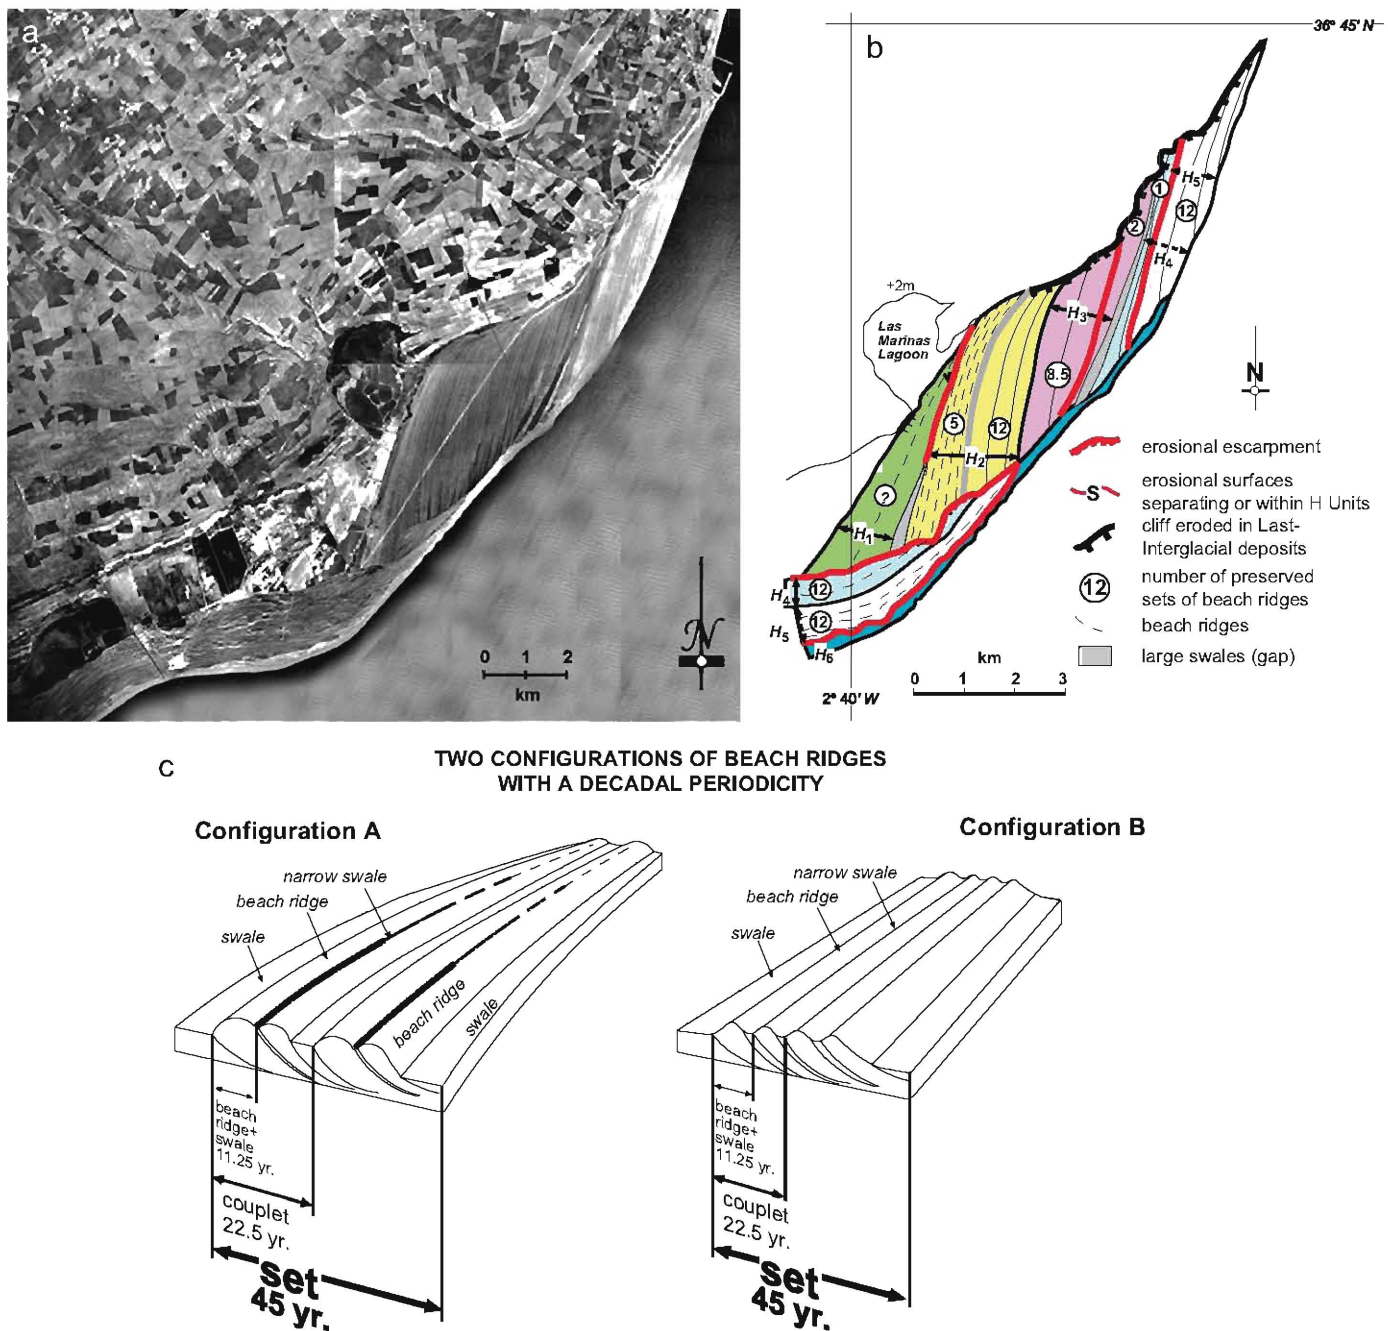 a
0 1 2
km
N
b
36º 45' N
+2m
Las
Marinas
Lagoon
H5
1
12
2
H4
H3
8.5
5
12
H2
?
H1
H4
12
H5
12
H6
N
erosional escarpment
S
erosional surfaces
separating or within H Units
cliff eroded in Last-
Interglacial deposits
12
number of preserved
sets of beach ridges
beach ridges
large swales (gap)
km
0 1 2 3
2º 40' W
c
TWO CONFIGURATIONS OF BEACH RIDGES
WITH A DECADAL PERIODICITY
Configuration A
narrow swale
beach ridge
swale
beach ridge
swale
beach
ridge+
swale
11.25 yr.
couplet
22.5 yr.
set
45 yr.
Configuration B
narrow swale
beach ridge
swale
beach
ridge+
swale
11.25 yr.
couplet
22.5 yr.
set
45 yr.